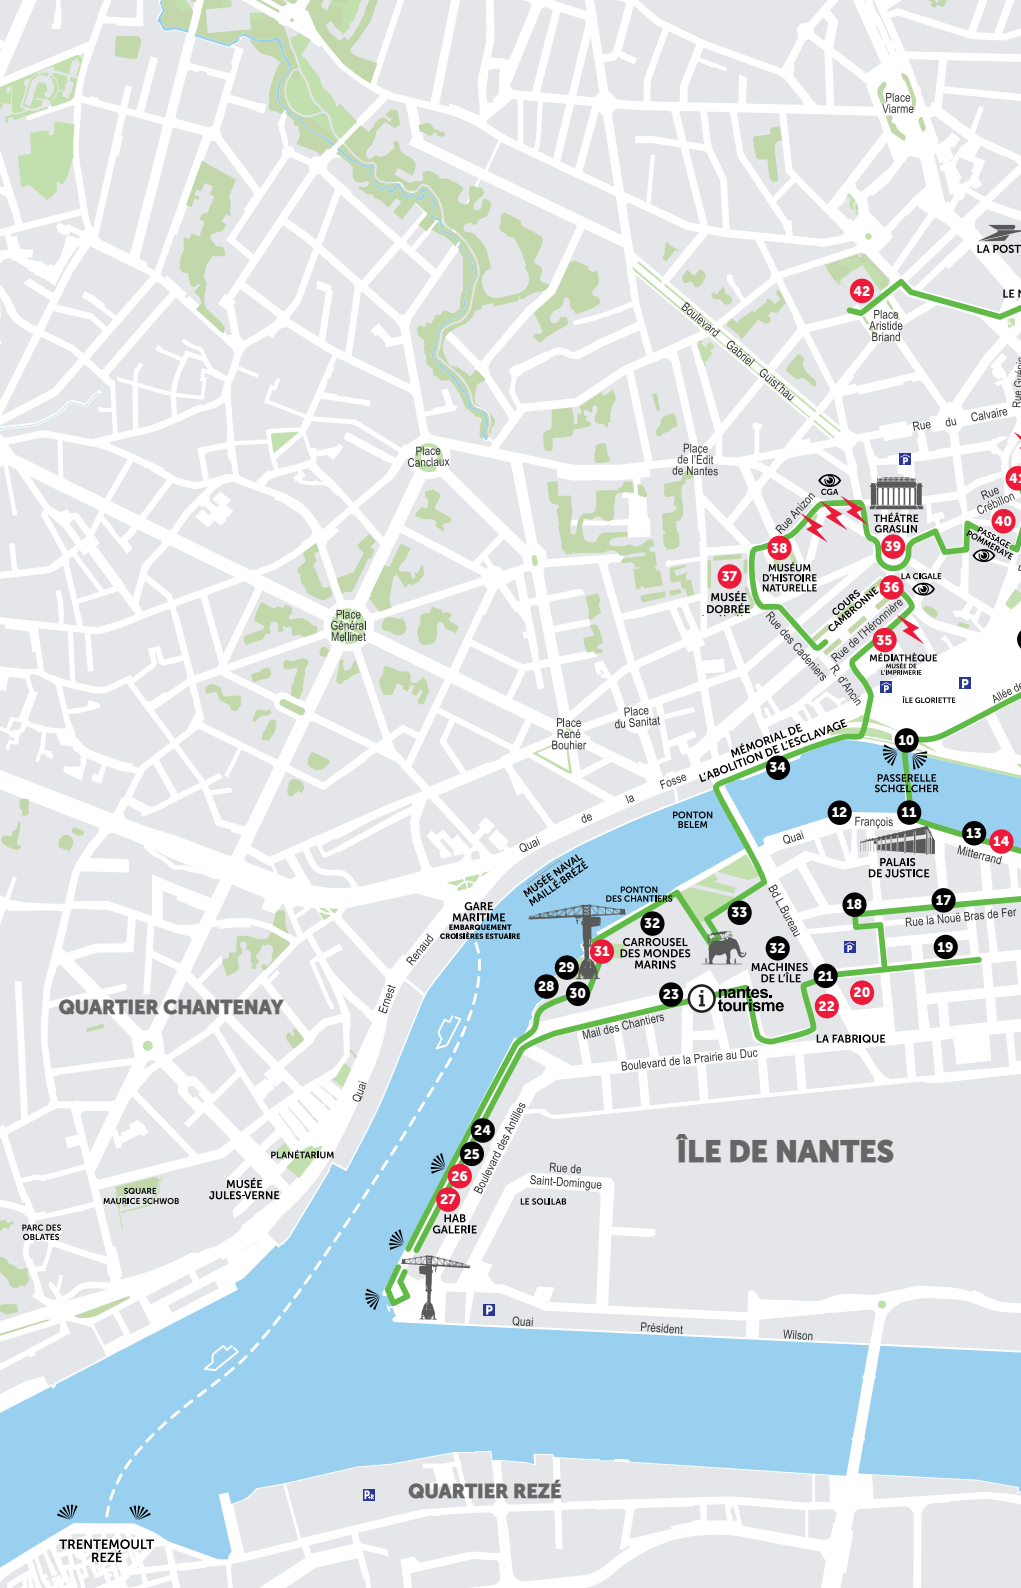 Place
Viarme
LA POST
42
LE N
Place
Aristide
Briand
Boulevard Gabriel Guist'hau
Rue du Calvaire
Rue Guépin
Place
Canclaux
Place
de l'Édit
de Nantes
P
CGA
Rue Anizon
THÉÂTRE
GRASLIN
39
41
Rue
Crébillon
40
PASSAGE
POMMERAYE
38
MUSÉUM
D'HISTOIRE
NATURELLE
37
MUSÉE
DOBRÉE
LA CIGALE
36
COURS
CAMBRONNE
Rue de l'Héronnière
35
MÉDIATHÈQUE
MUSÉE DE
L'IMPRIMERIE
Rue des Cadeniers
R. d'Ancin
P
P
ÎLE GLORIETTE
Allée de
Place
Général
Mellinet
Place
du Sanitat
Place
René
Bouhier
MÉMORIAL DE
L'ABOLITION DE L'ESCLAVAGE
34
10
PASSERELLE
SCHŒLCHER
Quai de la Fosse
PONTON
BELEM
12
11
Quai François Mitterrand
13
14
PALAIS
DE JUSTICE
MUSÉE NAVAL
MAILLÉ-BRÉZÉ
PONTON
DES CHANTIERS
GARE
MARITIME
EMBARQUEMENT
CROISIÈRES ESTUAIRE
Bd L.Bureau
18
17
Rue la Nouë Bras de Fer
33
32
CARROUSEL
DES MONDES
MARINS
31
32
MACHINES
DE L'ÎLE
P
19
29
28
30
23
i
nantes.
tourisme
21
20
22
LA FABRIQUE
QUARTIER CHANTENAY
Quai Ernest Renaud
Mail des Chantiers
Boulevard de la Prairie au Duc
24
25
26
27
HAB
GALERIE
Boulevard des Antilles
ÎLE DE NANTES
Rue de
Saint-Domingue
LE SOLILAB
PLANÉTARIUM
MUSÉE
JULES-VERNE
SQUARE
MAURICE SCHWOB
PARC DES
OBLATES
P
Quai Président Wilson
P+R
QUARTIER REZÉ
TRENTEMOULT
REZÉ